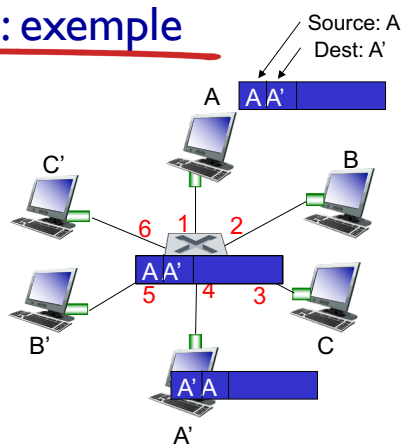 : exemple
Source: A
Dest: A’
A
A A’
C’
B
6 1 2
A A’
5 4 3
B’
C
A’ A
A’